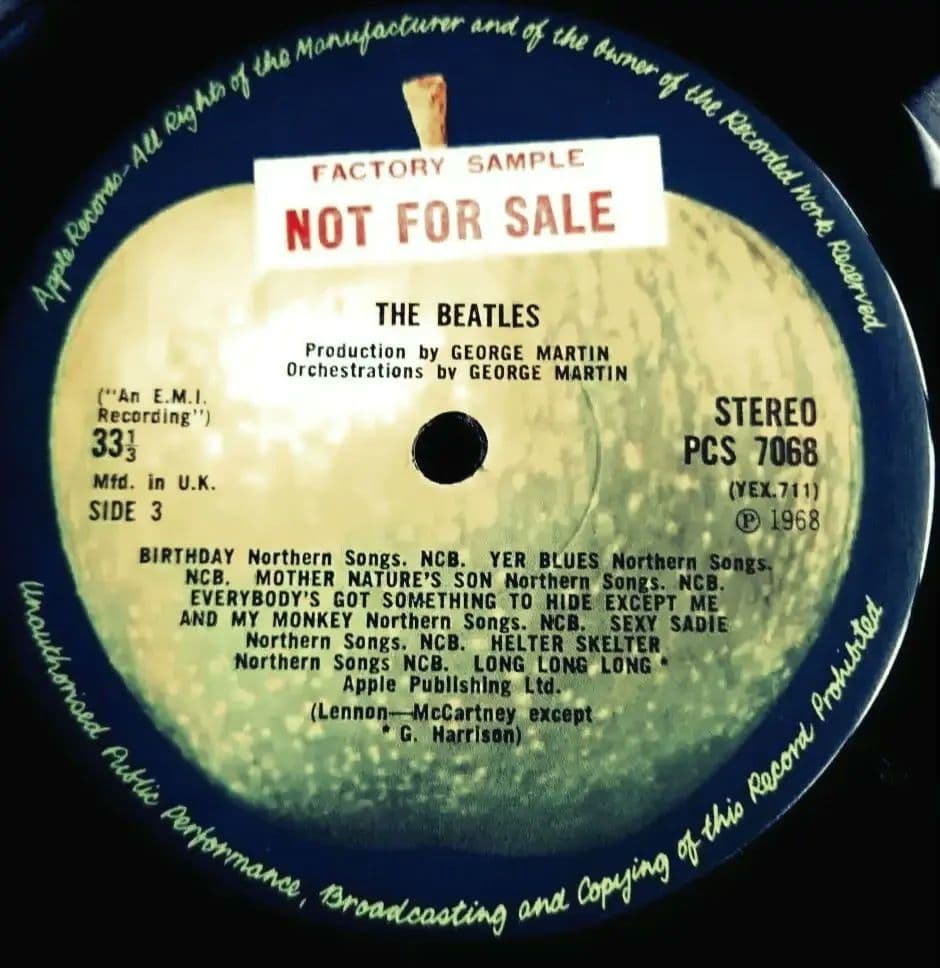 Apple Records-All Rights of the Manufacturer and of the Owner of the Recorded Work Reserved
FACTORY SAMPLE
NOT FOR SALE
THE BEATLES
Production by GEORGE MARTIN
Orchestrations by GEORGE MARTIN
("An E.M.I.
Recording")
33⅓
Mfd. in U.K.
SIDE 3
STEREO
PCS 7068
(YEX.711)
Ⓟ 1968
BIRTHDAY Northern Songs. NCB. YER BLUES Northern Songs.
NCB. MOTHER NATURE'S SON Northern Songs. NCB.
EVERYBODY'S GOT SOMETHING TO HIDE EXCEPT ME
AND MY MONKEY Northern Songs. NCB. SEXY SADIE
Northern Songs. NCB. HELTER SKELTER
Northern Songs NCB. LONG LONG LONG *
Apple Publishing Ltd.
(Lennon—McCartney except
* G. Harrison)
Unauthorised Public Performance, Broadcasting and Copying of this Record Prohibited